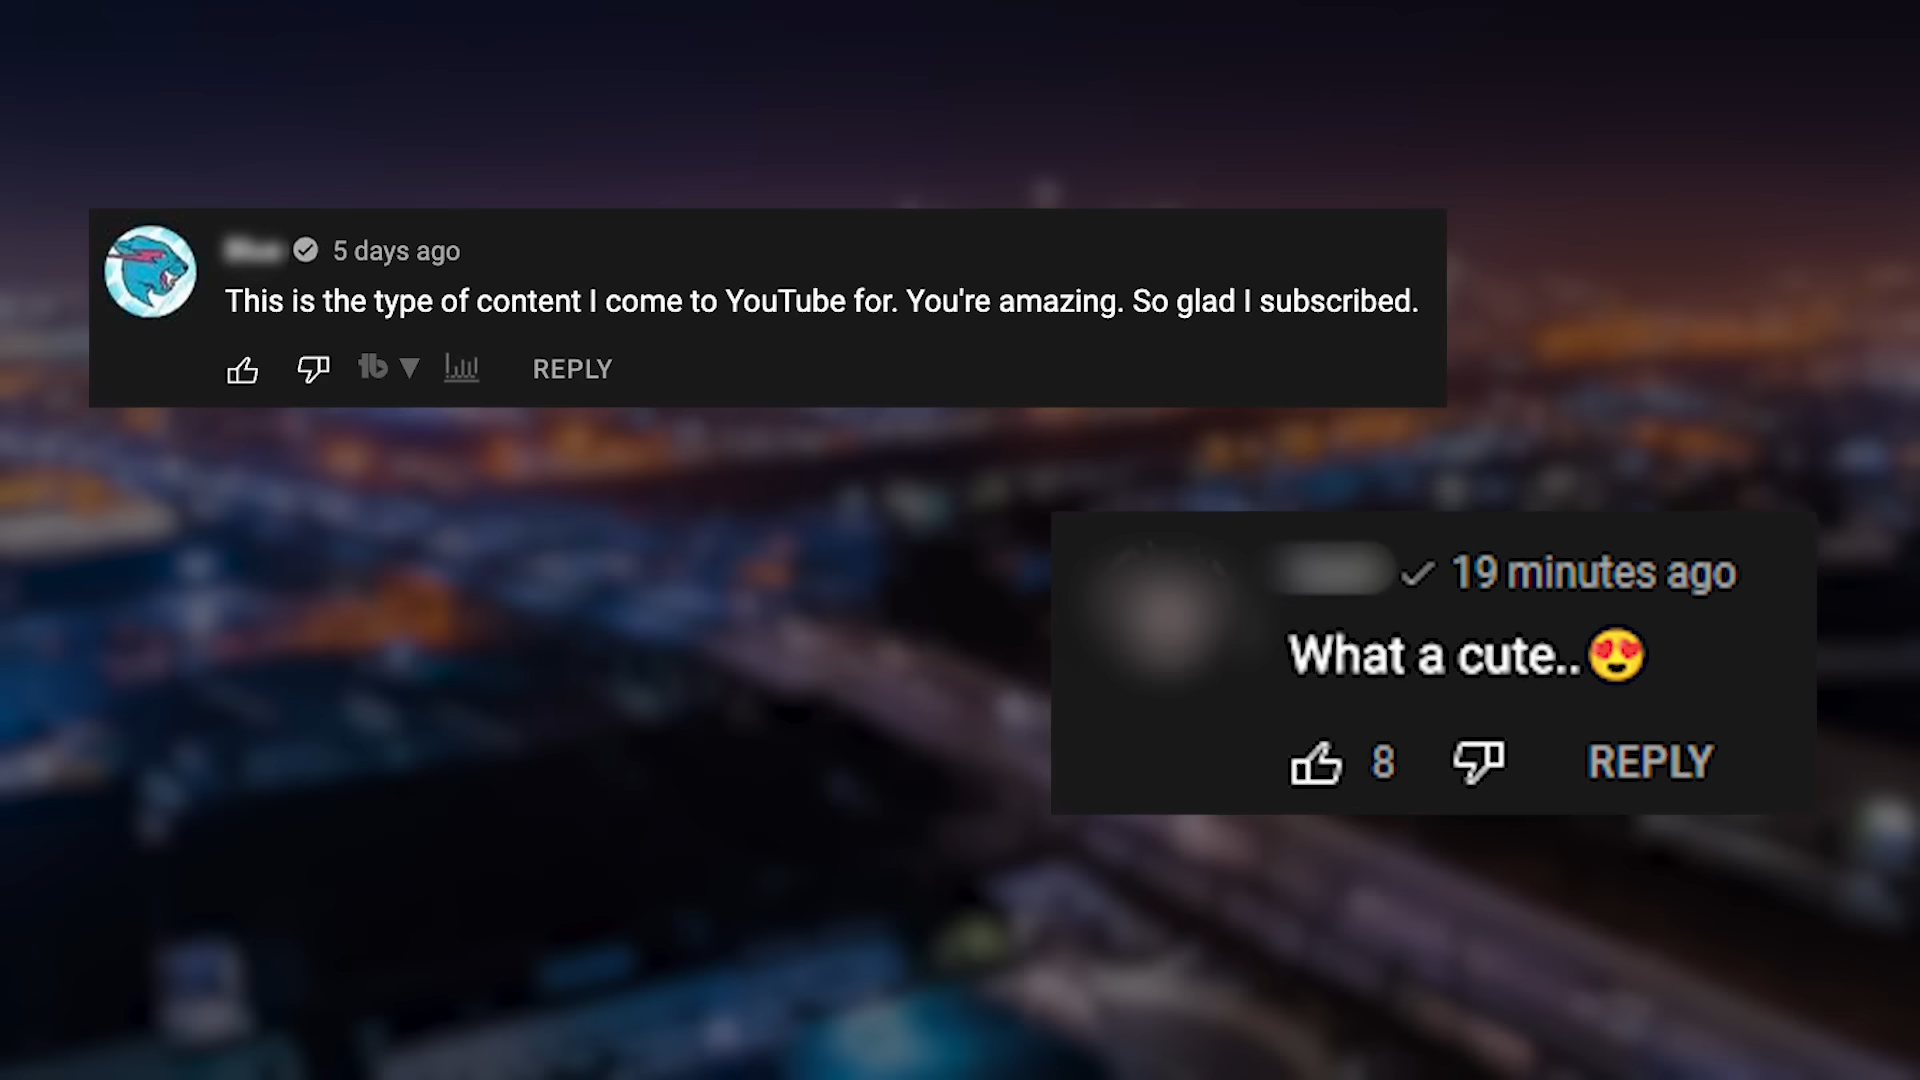 5 days ago
This is the type of content I come to YouTube for. You're amazing. So glad I subscribed.
tb REPLY
19 minutes ago
What a cute..😍
8 REPLY